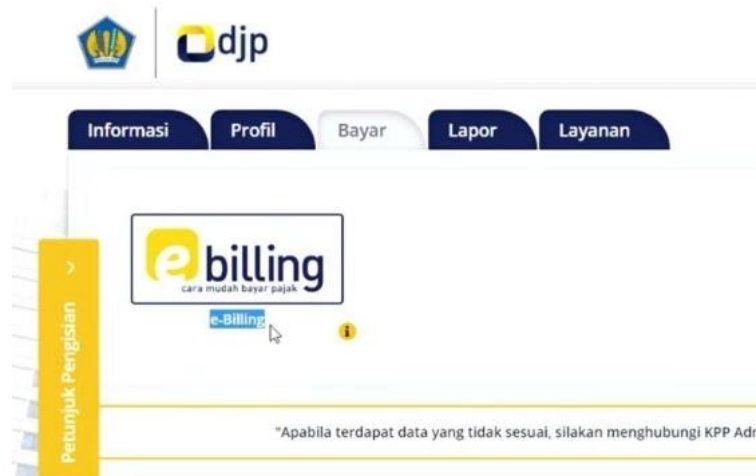 djp
Informasi Profil Bayar Lapor Layanan
e billing
cara mudah bayar pajak
e-Billing
i
Petunjuk Pengisian
"Apabila terdapat data yang tidak sesuai, silakan menghubungi KPP